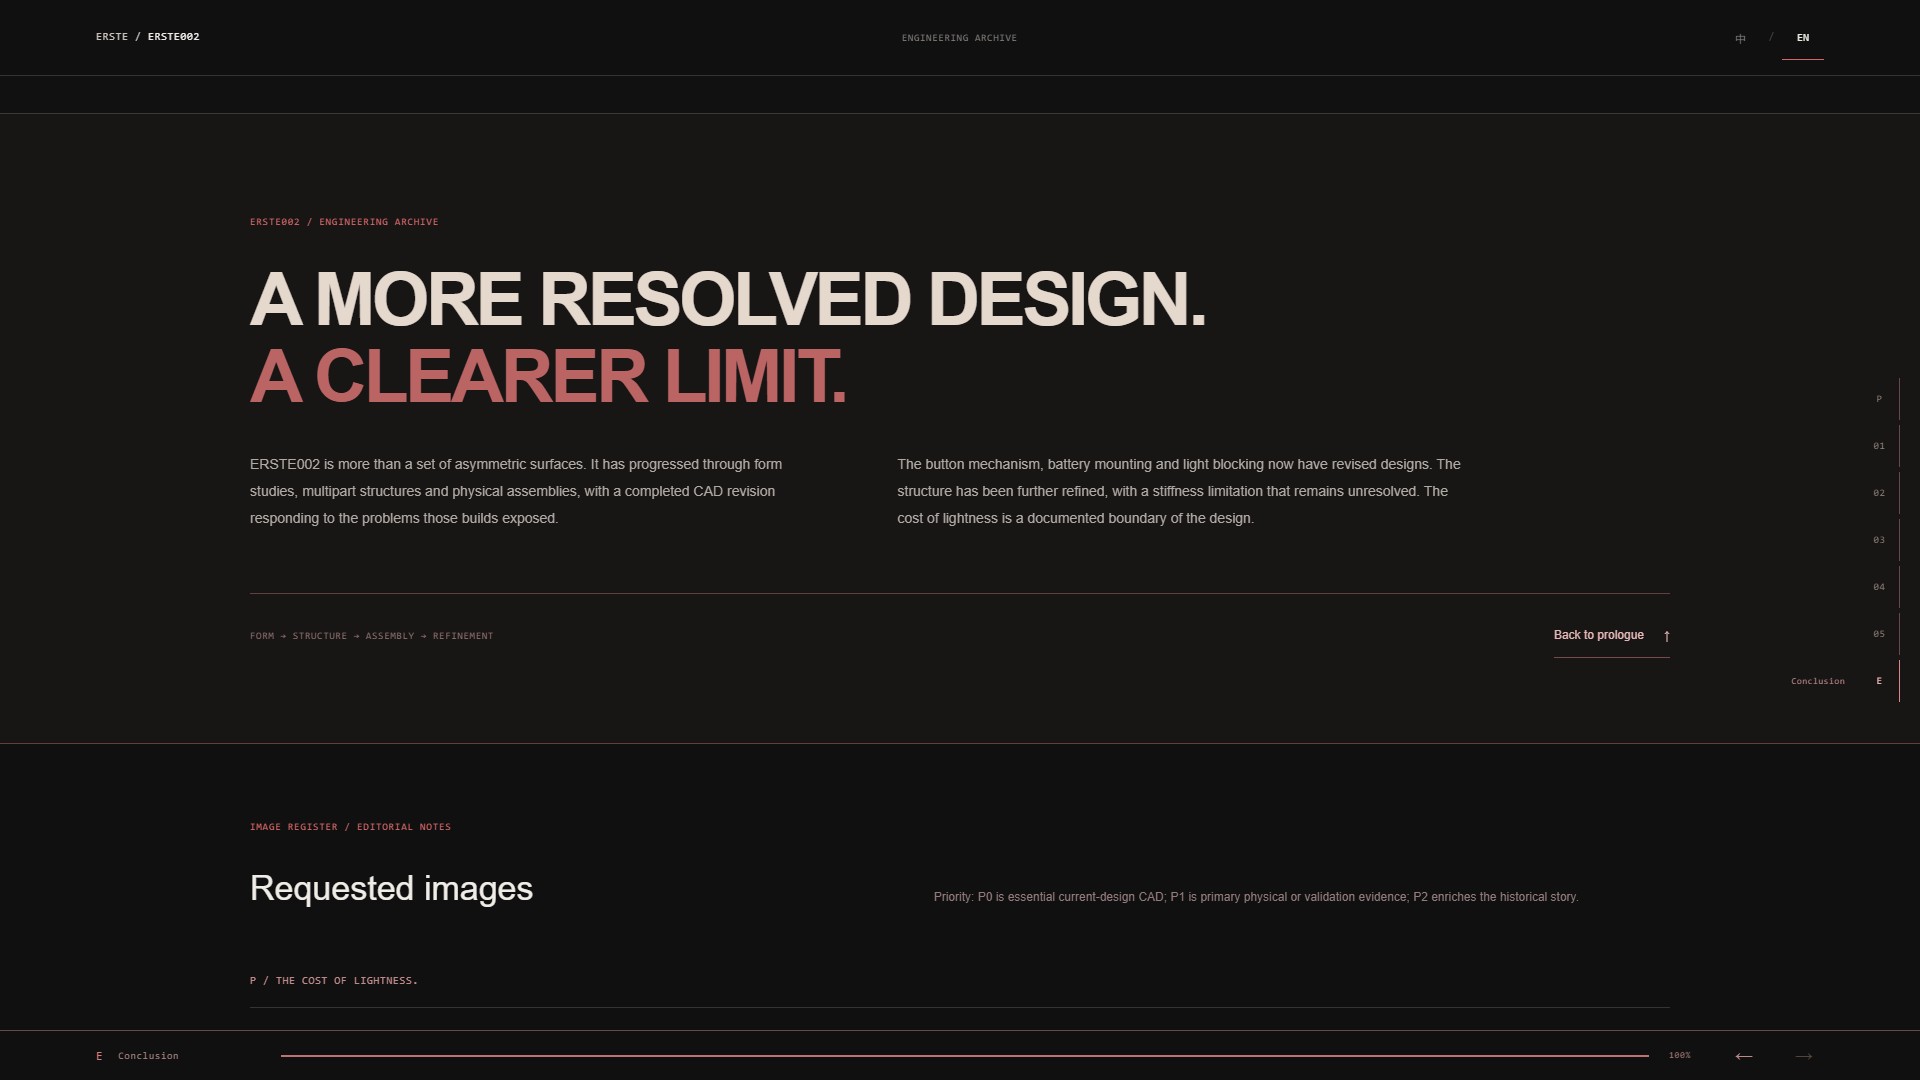 ERSTE / ERSTE002
ENGINEERING ARCHIVE
中 / EN
ERSTE002 / ENGINEERING ARCHIVE
A MORE RESOLVED DESIGN.
A CLEARER LIMIT.
ERSTE002 is more than a set of asymmetric surfaces. It has progressed through form
studies, multipart structures and physical assemblies, with a completed CAD revision
responding to the problems those builds exposed.
The button mechanism, battery mounting and light blocking now have revised designs. The
structure has been further refined, with a stiffness limitation that remains unresolved. The
cost of lightness is a documented boundary of the design.
FORM → STRUCTURE → ASSEMBLY → REFINEMENT
Back to prologue ↑
P
01
02
03
04
05
Conclusion E
IMAGE REGISTER / EDITORIAL NOTES
Requested images
Priority: P0 is essential current-design CAD; P1 is primary physical or validation evidence; P2 enriches the historical story.
P / THE COST OF LIGHTNESS.
E Conclusion
100% ← →